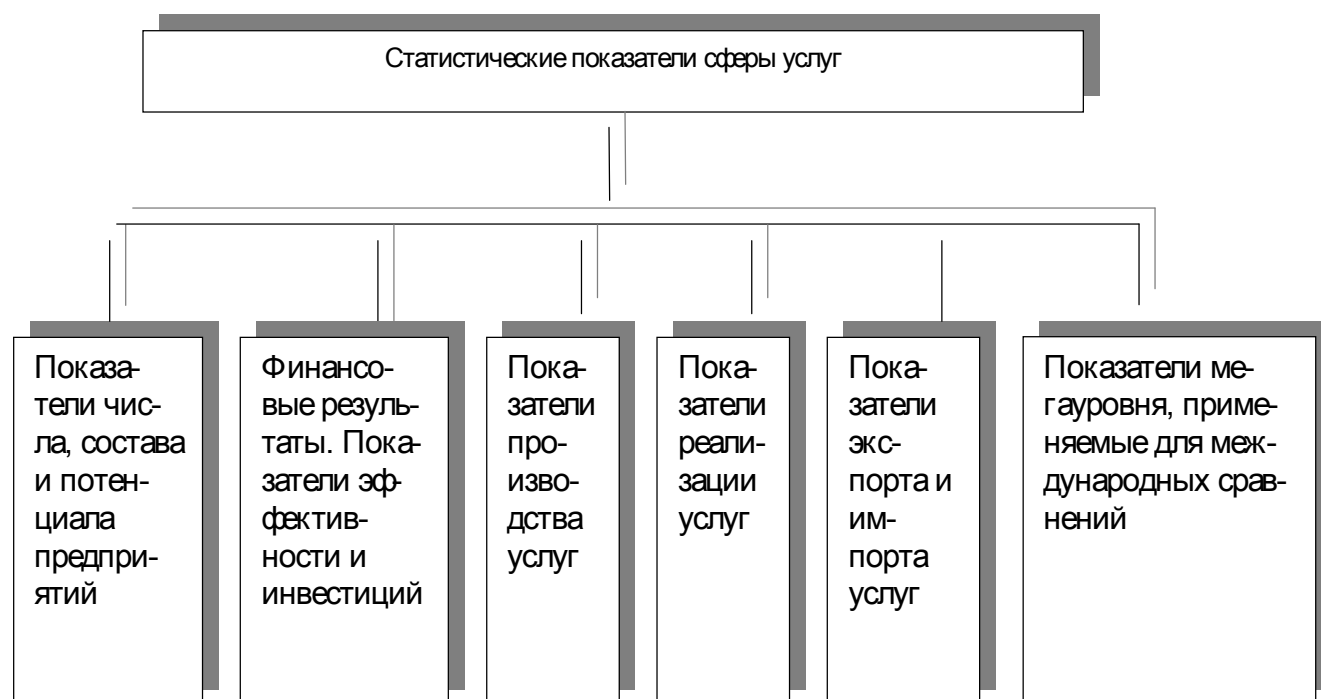 Статистические показатели сферы услуг
Показа-
тели чис-
ла, состава
и потен-
циала
предпри-
ятий
Финансо-
вые резуль-
таты. Пока-
затели эф-
фектив-
ности и
инвестиций
Пока-
затели
про-
изво-
дства
услуг
Пока-
затели
реали-
зации
услуг
Пока-
затели
экс-
порта и
им-
порта
услуг
Показатели ме-
гауровня, приме-
няемые для меж-
дународных срав-
нений